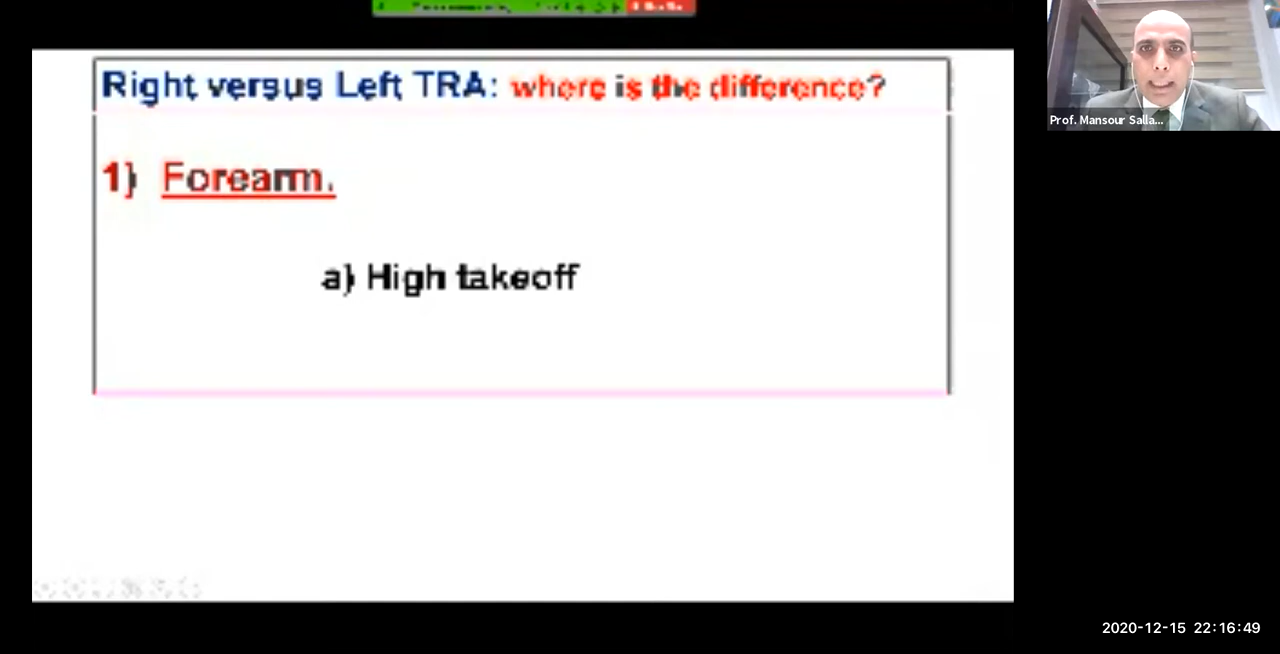 Right versus Left TRA: where is the difference?
1) Forearm.
a) High takeoff
Prof. Mansour Salla...
2020-12-15 22:16:49